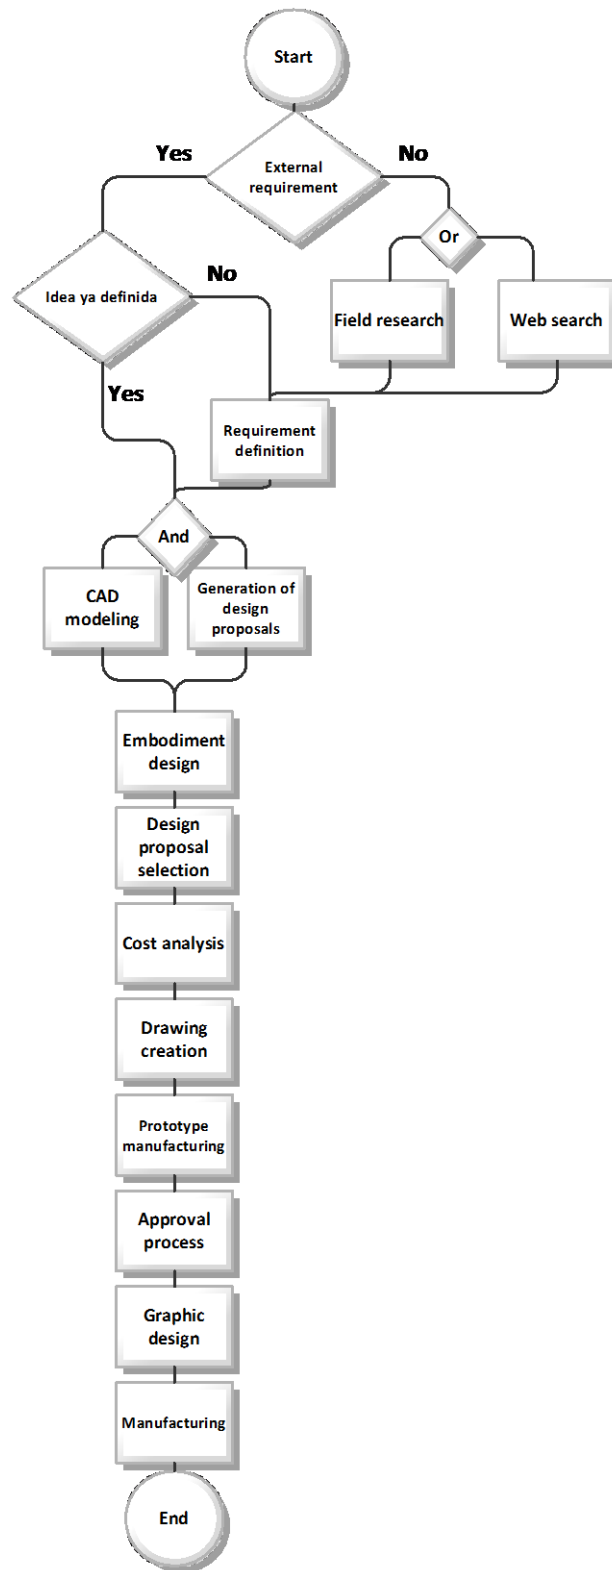 Start
Yes
No
External
requirement
Or
No
Idea ya definida
Field research
Web search
Yes
Requirement
definition
And
CAD
modeling
Generation of
design
proposals
Embodiment
design
Design
proposal
selection
Cost analysis
Drawing
creation
Prototype
manufacturing
Approval
process
Graphic
design
Manufacturing
End